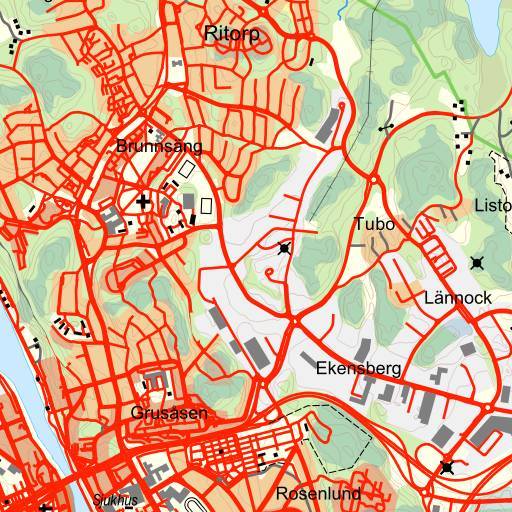 Ritorp
Brunnsäng
Listo
Tubo
Lännock
Ekensberg
Grusåsen
Rosenlund
Sjukhus